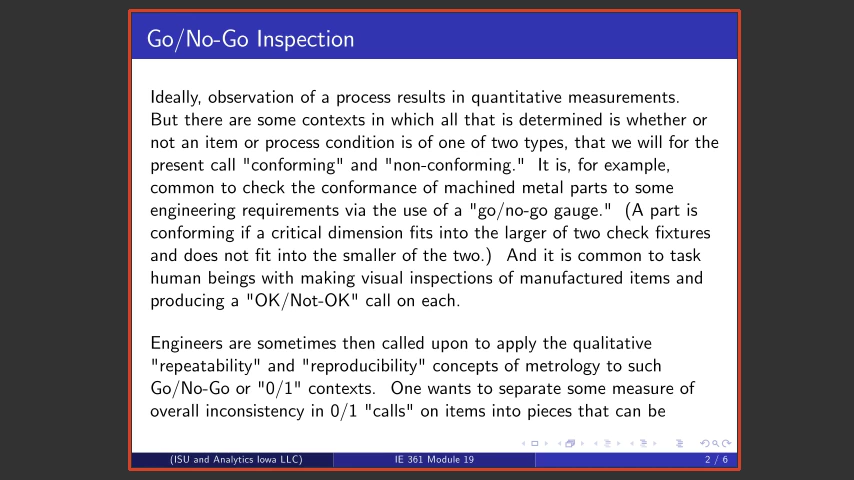 Go/No-Go Inspection
Ideally, observation of a process results in quantitative measurements.
But there are some contexts in which all that is determined is whether or
not an item or process condition is of one of two types, that we will for the
present call "conforming" and "non-conforming." It is, for example,
common to check the conformance of machined metal parts to some
engineering requirements via the use of a "go/no-go gauge." (A part is
conforming if a critical dimension fits into the larger of two check fixtures
and does not fit into the smaller of the two.) And it is common to task
human beings with making visual inspections of manufactured items and
producing a "OK/Not-OK" call on each.
Engineers are sometimes then called upon to apply the qualitative
"repeatability" and "reproducibility" concepts of metrology to such
Go/No-Go or "0/1" contexts. One wants to separate some measure of
overall inconsistency in 0/1 "calls" on items into pieces that can be
(ISU and Analytics Iowa LLC) IE 361 Module 19 2 / 6